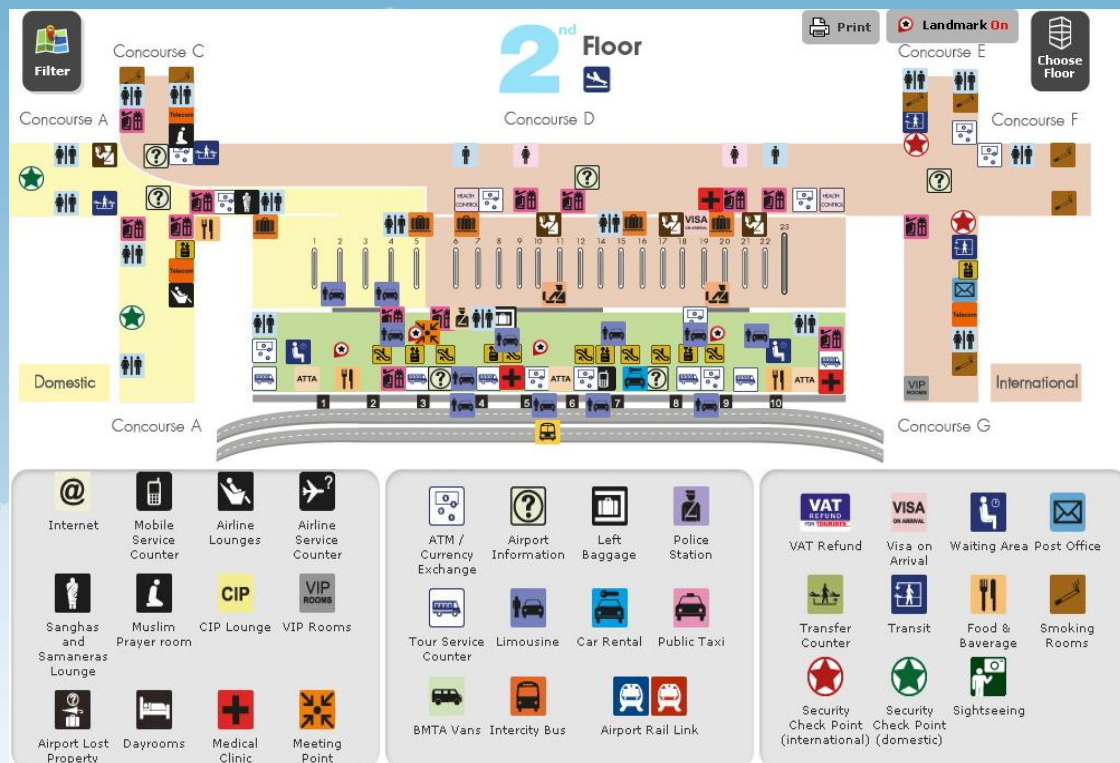 Filter
Concourse C
2nd Floor
Print
Landmark On
Concourse E
Choose
Floor
Concourse A
Concourse D
Concourse F
Telecom
HEALTH
CONTROL
VISA
ON ARRIVAL
HEALTH
CONTROL
1 2 3 4 5 6 7 8 9 10 11 12 14 15 16 17 18 19 20 21 22 23
Telecom
Telecom
Domestic
ATTA
ATTA
ATTA
ATTA
VIP
ROOMS
International
1 2 3 4 5 6 7 8 9 10
Concourse A
Concourse G
@
Internet
Mobile
Service
Counter
Airline
Lounges
Airline
Service
Counter
Sanghas
and
Samaneras
Lounge
Muslim
Prayer room
CIP
CIP Lounge
VIP
ROOMS
VIP Rooms
Airport Lost
Property
Dayrooms
Medical
Clinic
Meeting
Point
ATM /
Currency
Exchange
Airport
Information
Left
Baggage
Police
Station
Tour Service
Counter
Limousine
Car Rental
Public Taxi
BMTA Vans
Intercity Bus
Airport Rail Link
VAT
REFUND
FOR TOURISTS
VAT Refund
VISA
ON ARRIVAL
Visa on
Arrival
Waiting Area
Post Office
Transfer
Counter
Transit
Food &
Baverage
Smoking
Rooms
Security
Check Point
(international)
Security
Check Point
(domestic)
Sightseeing